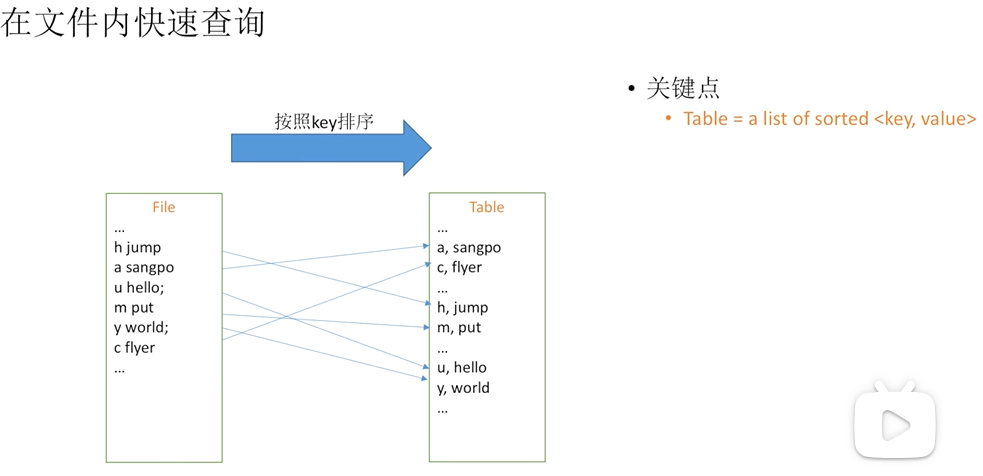 在文件内快速查询
• 关键点
• Table = a list of sorted <key, value>
按照key排序
File
...
h jump
a sangpo
u hello;
m put
y world;
c flyer
...
Table
...
a, sangpo
c, flyer
...
h, jump
m, put
...
u, hello
y, world
...